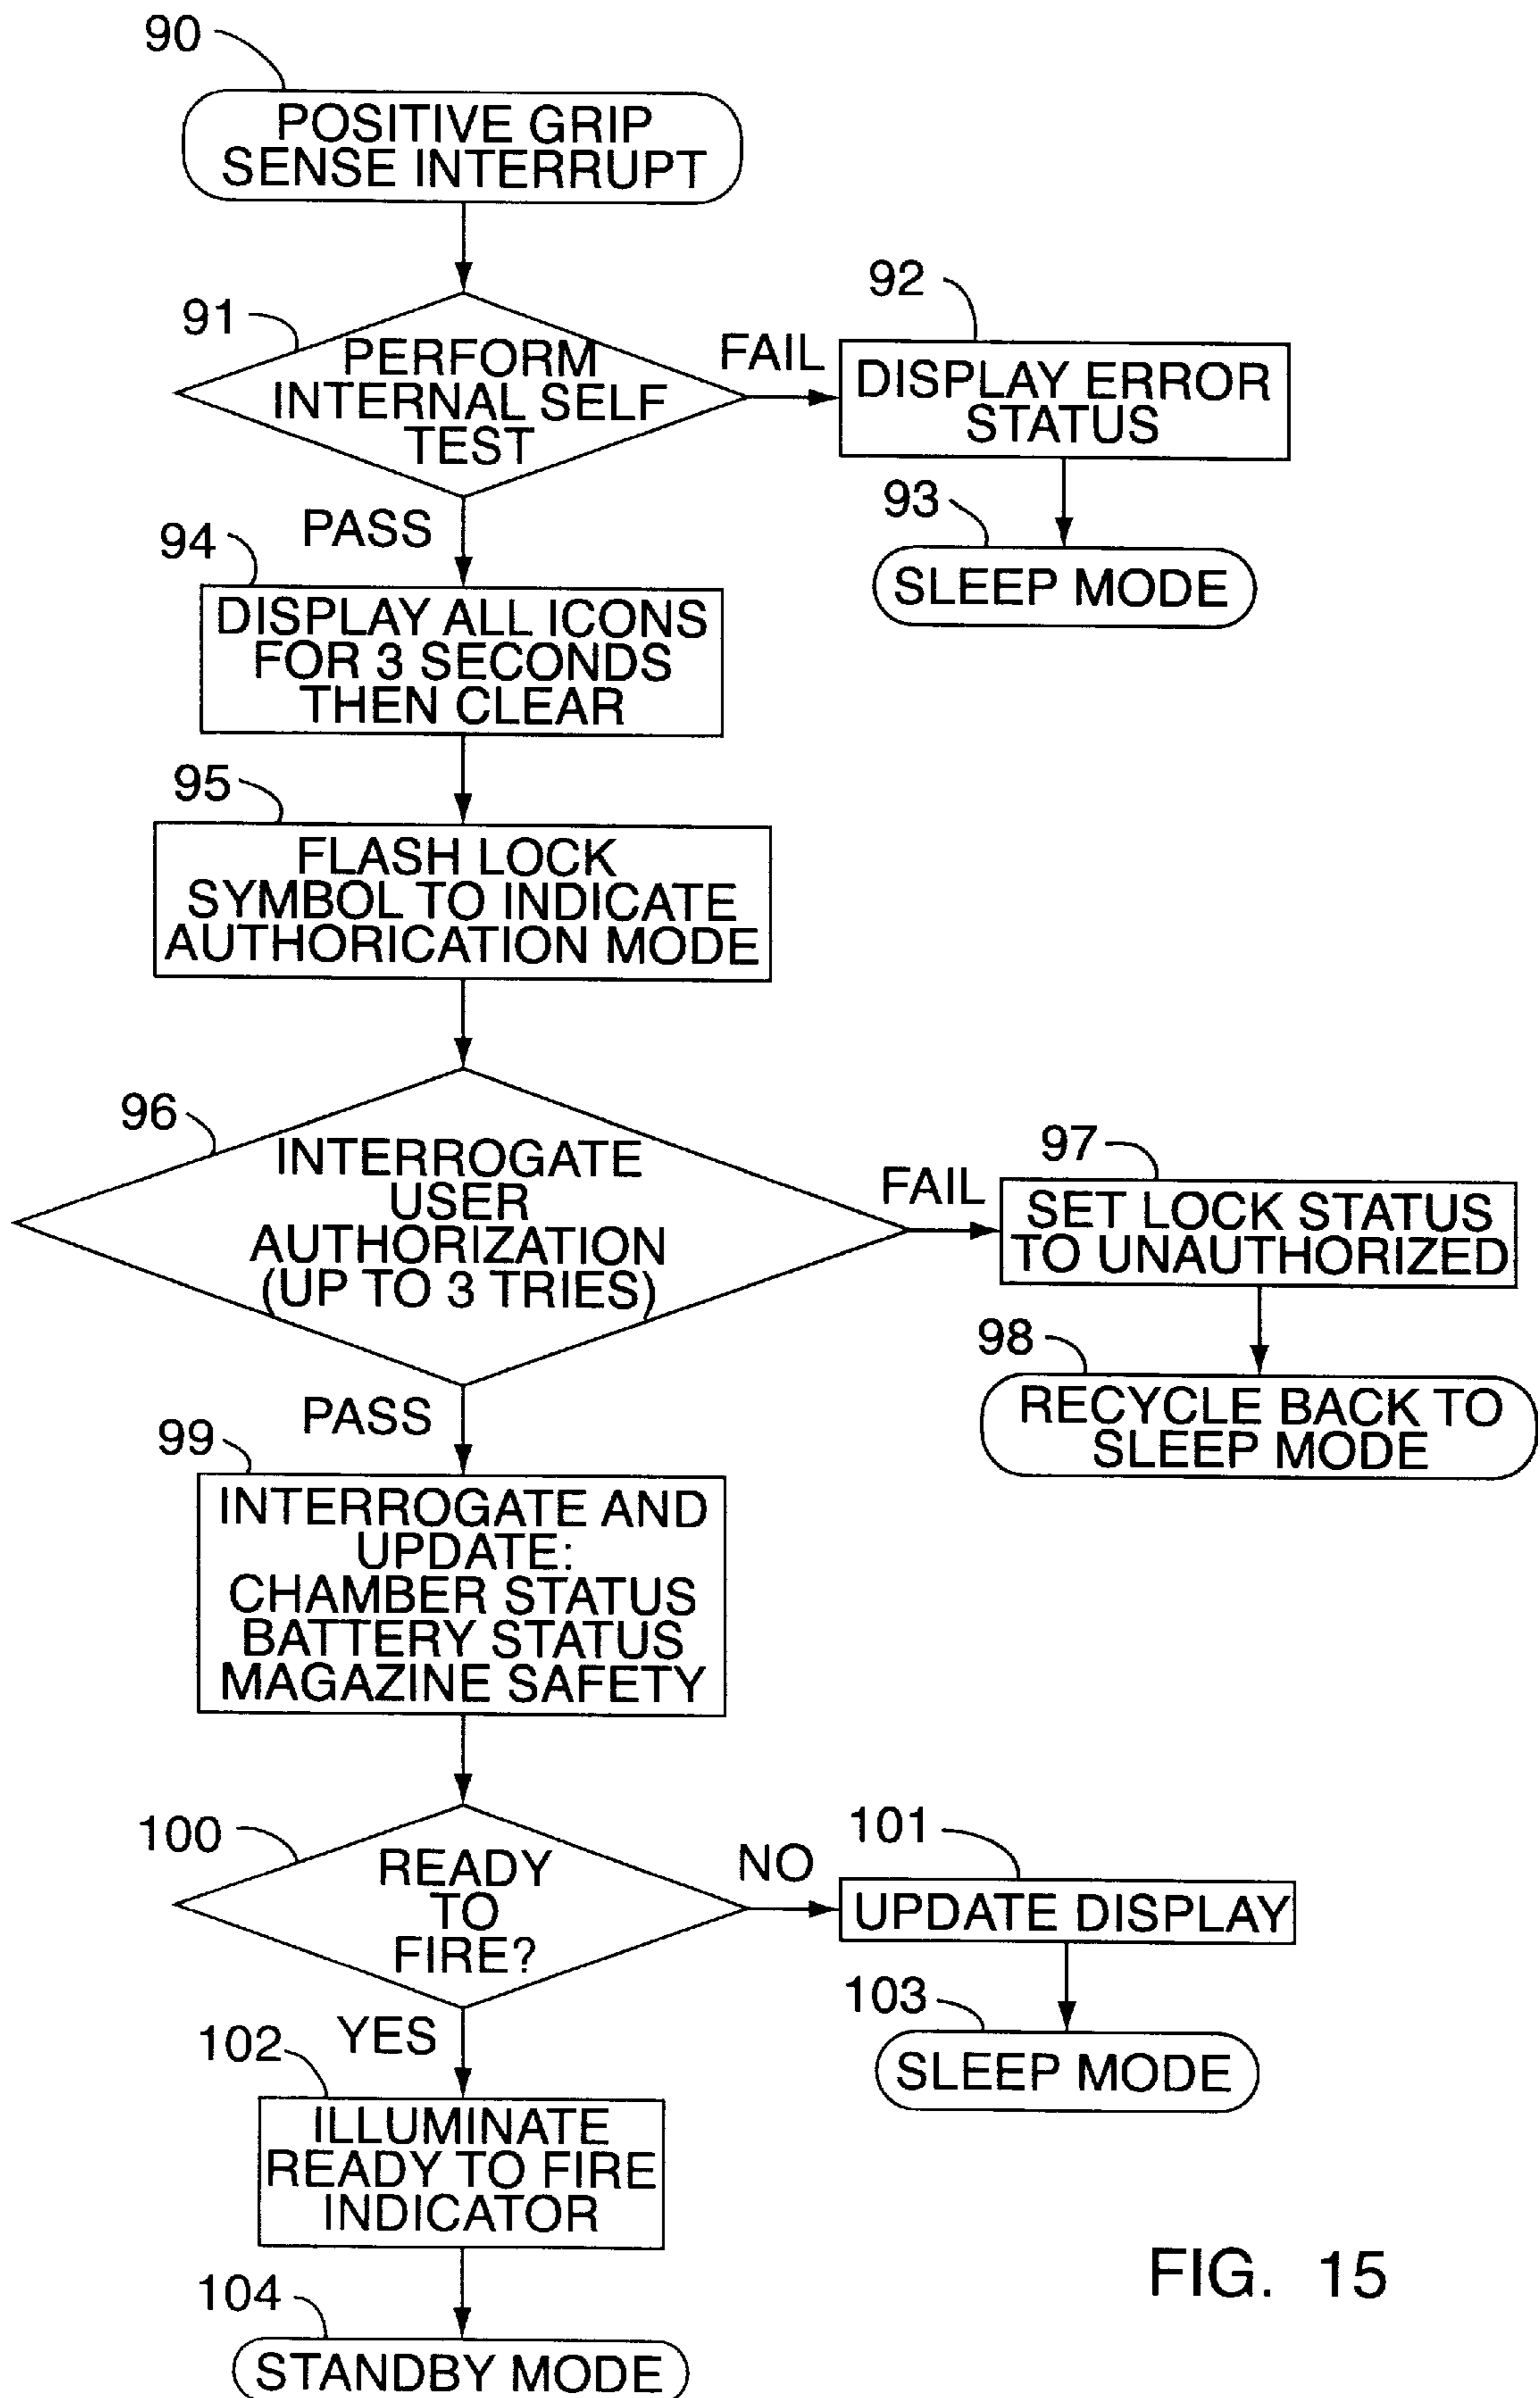 90
POSITIVE GRIP
SENSE INTERRUPT
91
PERFORM
INTERNAL SELF
TEST
FAIL
92
DISPLAY ERROR
STATUS
93
SLEEP MODE
PASS
94
DISPLAY ALL ICONS
FOR 3 SECONDS
THEN CLEAR
95
FLASH LOCK
SYMBOL TO INDICATE
AUTHORICATION MODE
96
INTERROGATE
USER
AUTHORIZATION
(UP TO 3 TRIES)
FAIL
97
SET LOCK STATUS
TO UNAUTHORIZED
98
RECYCLE BACK TO
SLEEP MODE
PASS
99
INTERROGATE AND
UPDATE:
CHAMBER STATUS
BATTERY STATUS
MAGAZINE SAFETY
100
READY
TO
FIRE?
NO
101
UPDATE DISPLAY
103
SLEEP MODE
YES
102
ILLUMINATE
READY TO FIRE
INDICATOR
104
STANDBY MODE
FIG. 15